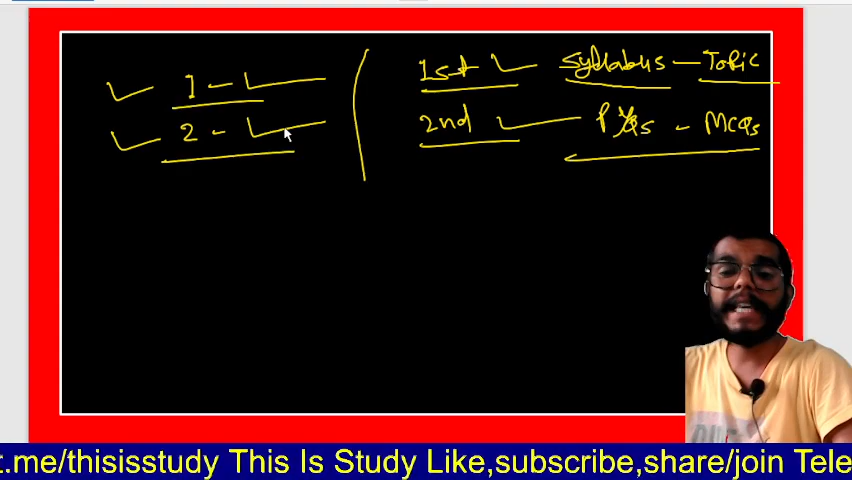 1 -
2 -
1st syllabus - Topic
2nd PYQs - MCQs
t.me/thisisstudy This Is Study Like,subscribe,share/join Tele